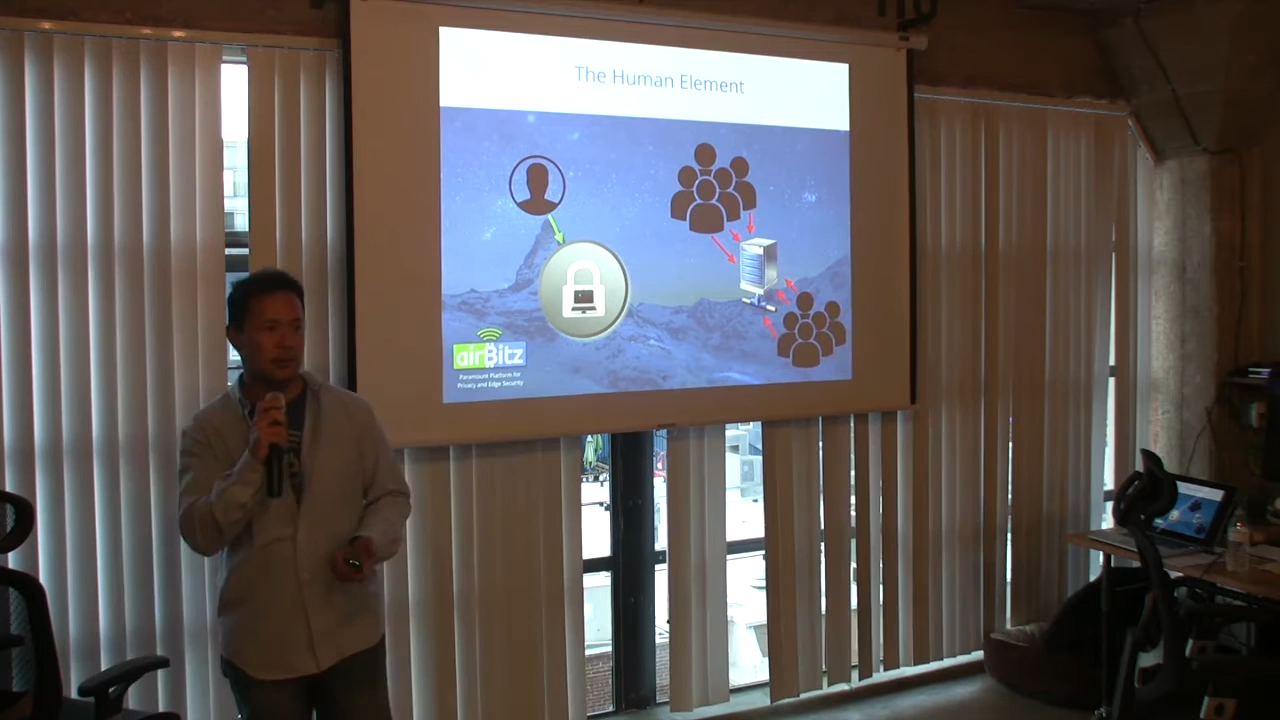 The Human Element
airBitz
Paramount Platform for
Privacy and Edge Security